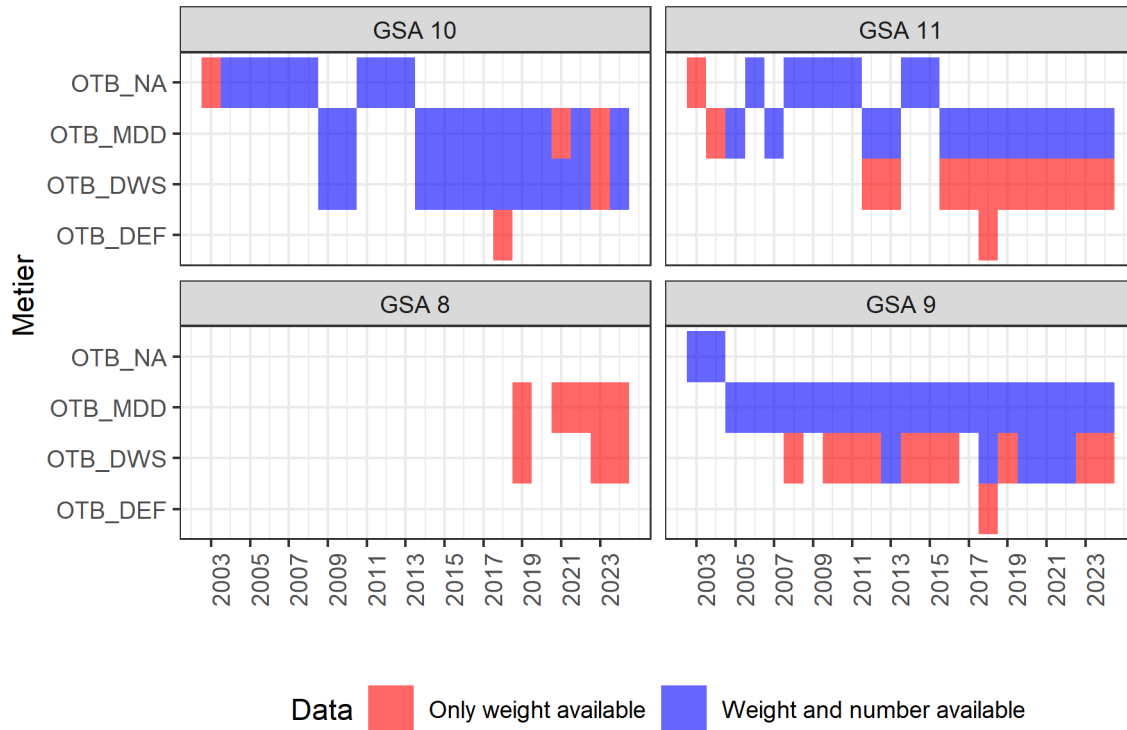 GSA 10
GSA 11
OTB_NA
OTB_MDD
OTB_DWS
OTB_DEF
Metier
GSA 8
GSA 9
OTB_NA
OTB_MDD
OTB_DWS
OTB_DEF
2003 2005 2007 2009 2011 2013 2015 2017 2019 2021 2023
2003 2005 2007 2009 2011 2013 2015 2017 2019 2021 2023
Data Only weight available Weight and number available